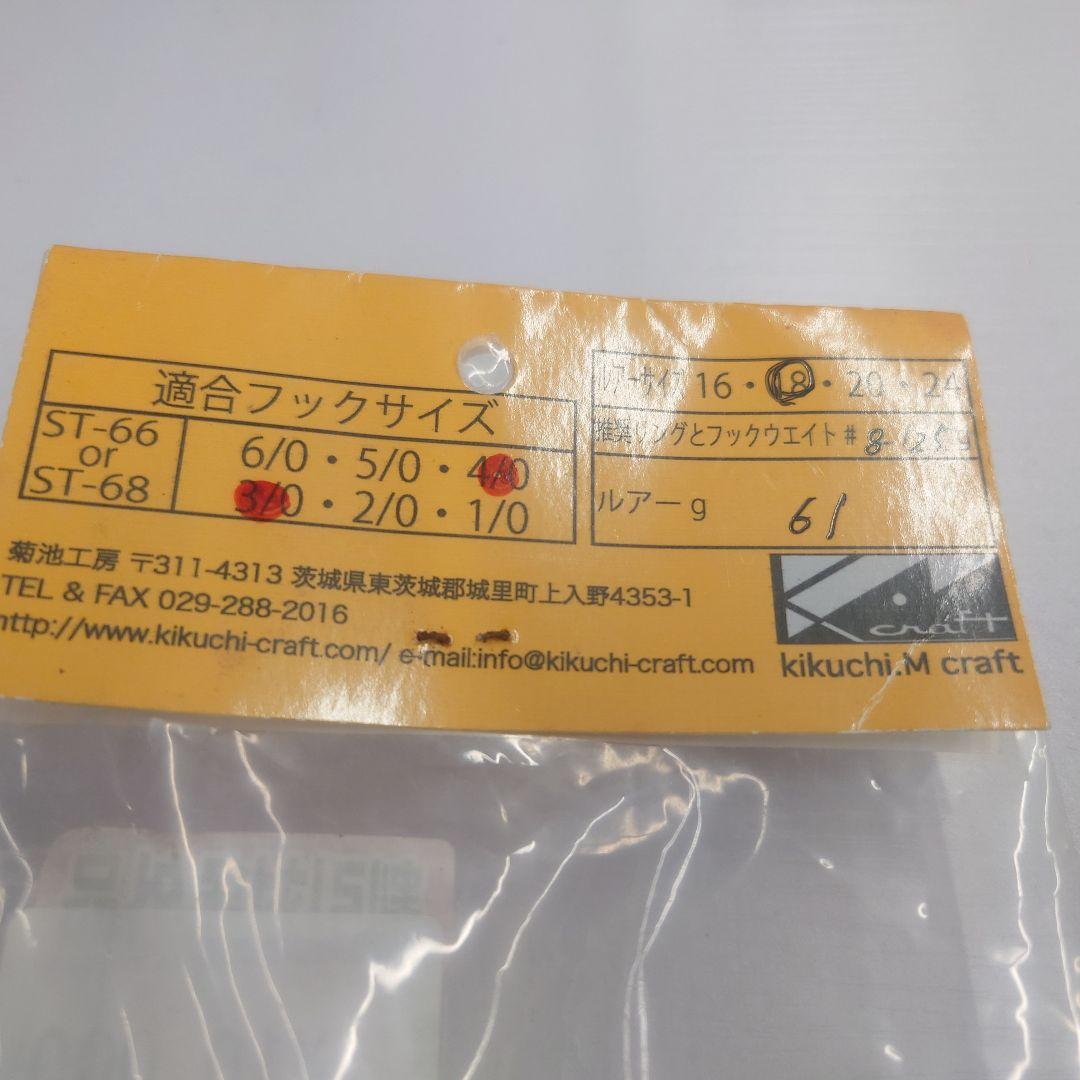 適合フックサイズ
ST-66
or
ST-68
6/0・5/0・4/0
3/0・2/0・1/0
ルアーサイズ 16・18・20・24
推奨リングとフックウエイト #
ルアーg 61
菊池工房 〒311-4313 茨城県東茨城郡城里町上入野4353-1
TEL & FAX 029-288-2016
http://www.kikuchi-craft.com/ e-mail:info@kikuchi-craft.com
K craft
kikuchi.M craft